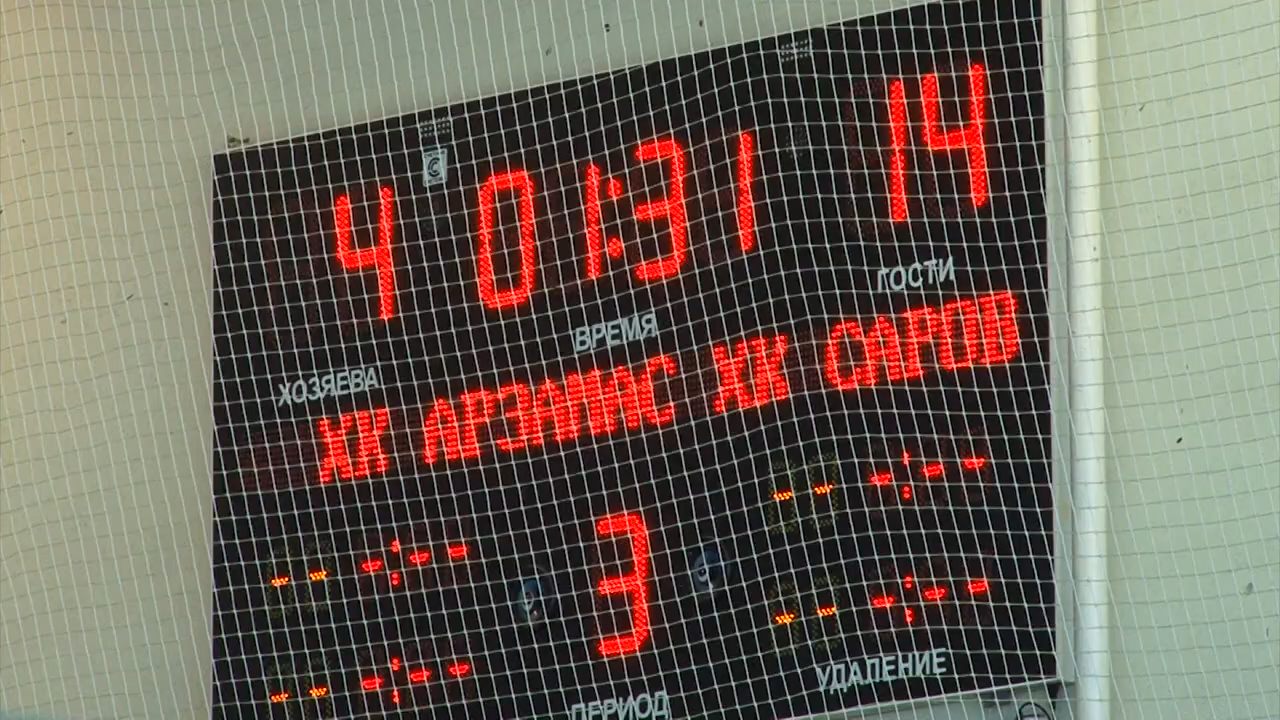 4 01:31 14
ХОЗЯЕВА ВРЕМЯ ГОСТИ
ХК АРЗАМАС ХК САРОВ
-- -:-- 3 -- -:--
-- -:-- -- -:--
ПЕРИОД УДАЛЕНИЕ